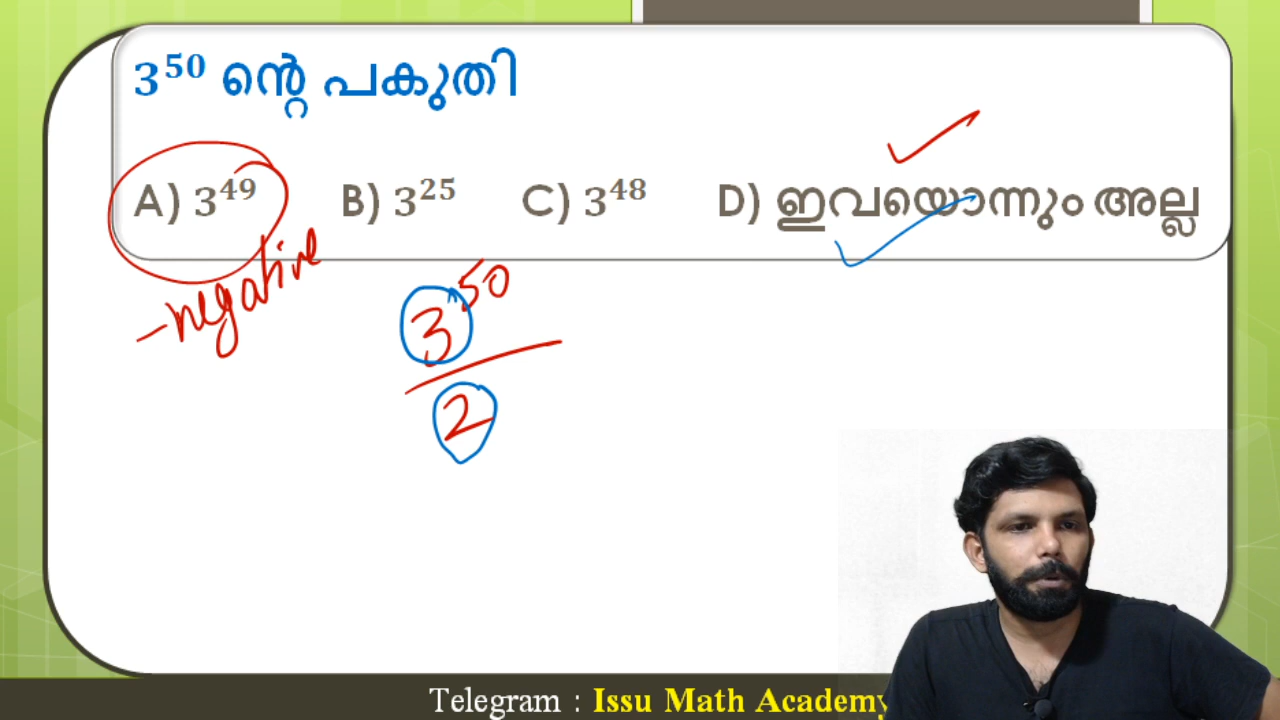 3⁵⁰ ന്റെ പകുതി
A) 3⁴⁹ B) 3²⁵ C) 3⁴⁸ D) ഇവയൊന്നും അല്ല
-negative
3⁵⁰
2
Telegram : Issu Math Academy